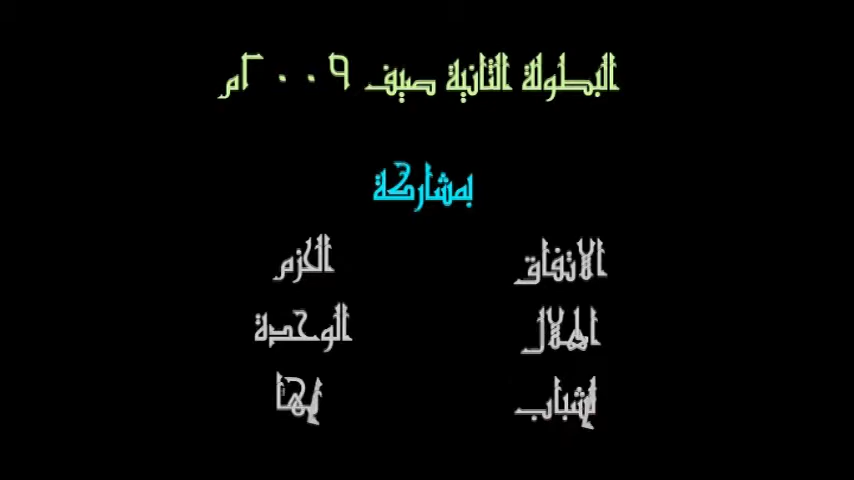 البطولة الثانية صيف ٢٠٠٩م
بمشاركة
الاتفاق الحزم
الهلال الوحدة
الشباب أبها